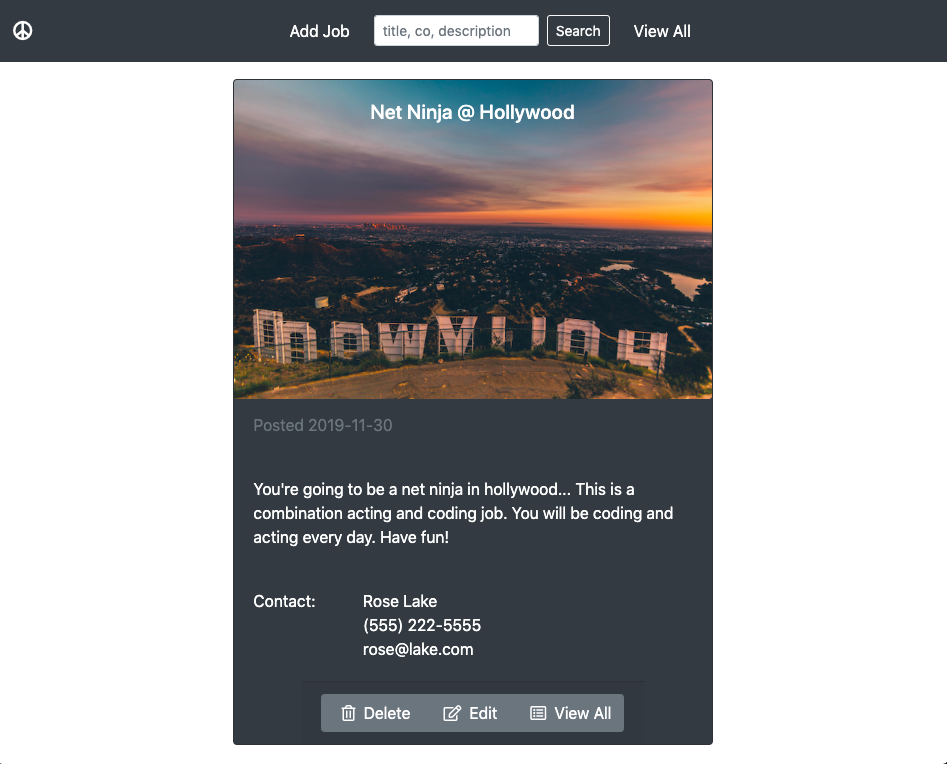 Add Job title, co, description Search View All
Net Ninja @ Hollywood
Posted 2019-11-30
You're going to be a net ninja in hollywood... This is a
combination acting and coding job. You will be coding and
acting every day. Have fun!
Contact: Rose Lake
(555) 222-5555
rose@lake.com
Delete Edit View All